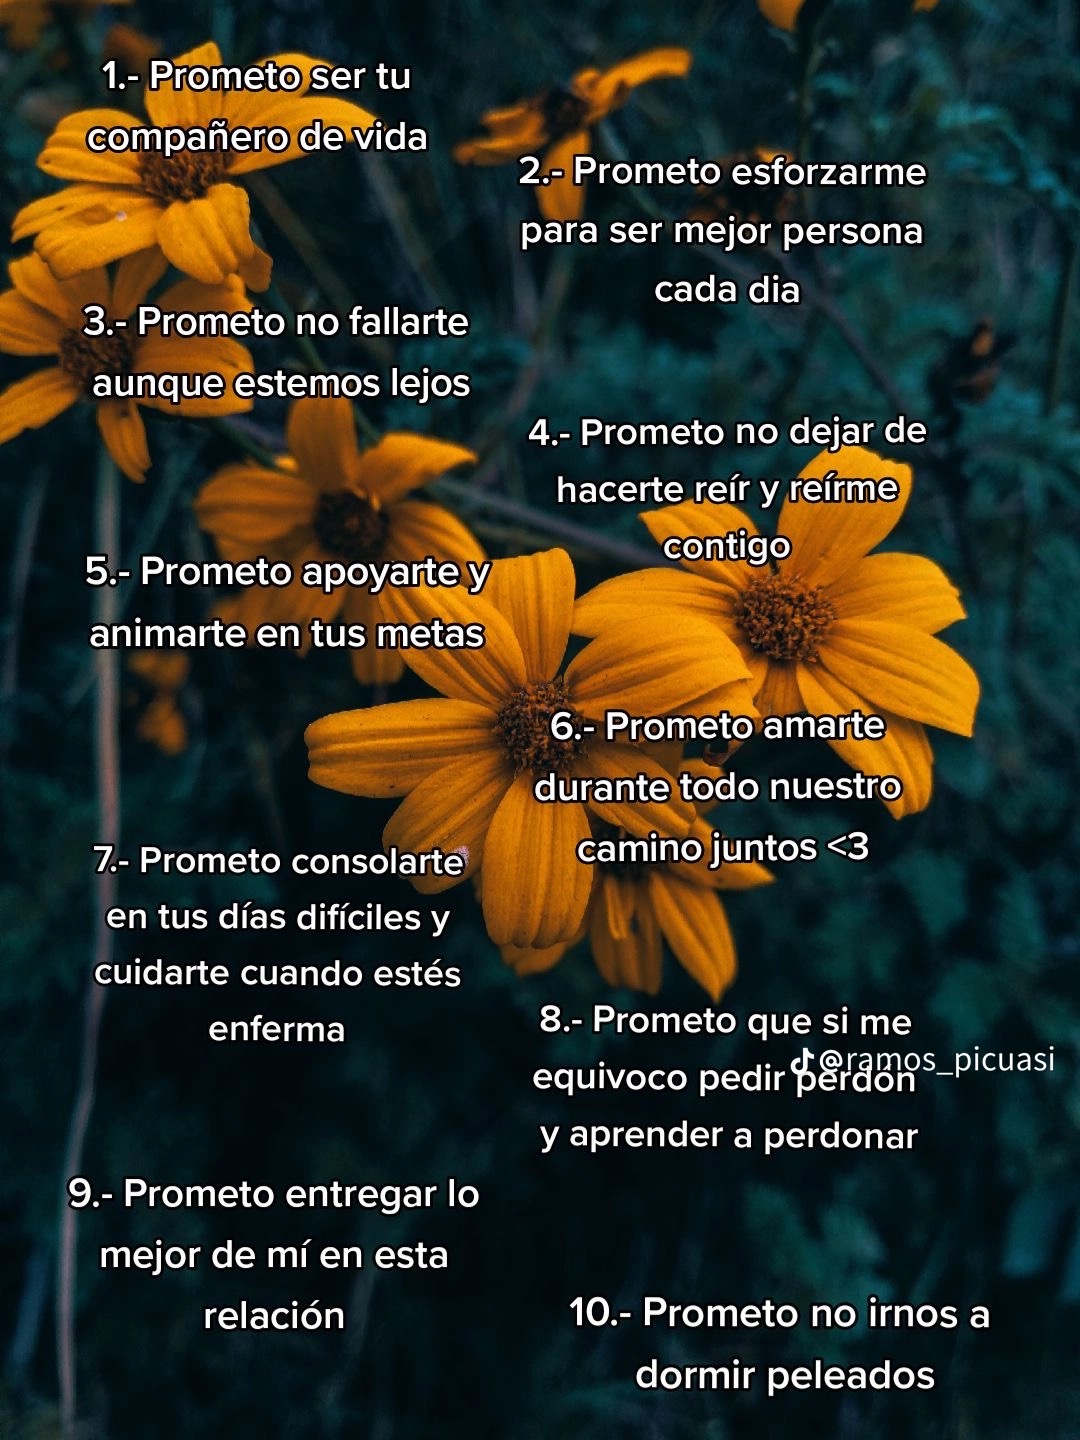 1.- Prometo ser tu
compañero de vida
2.- Prometo esforzarme
para ser mejor persona
cada dia
3.- Prometo no fallarte
aunque estemos lejos
4.- Prometo no dejar de
hacerte reír y reírme
contigo
5.- Prometo apoyarte y
animarte en tus metas
6.- Prometo amarte
durante todo nuestro
camino juntos <3
7.- Prometo consolarte
en tus días difíciles y
cuidarte cuando estés
enferma
8.- Prometo que si me
equivoco pedir perdón
y aprender a perdonar
@ramos_picuasi
9.- Prometo entregar lo
mejor de mí en esta
relación
10.- Prometo no irnos a
dormir peleados